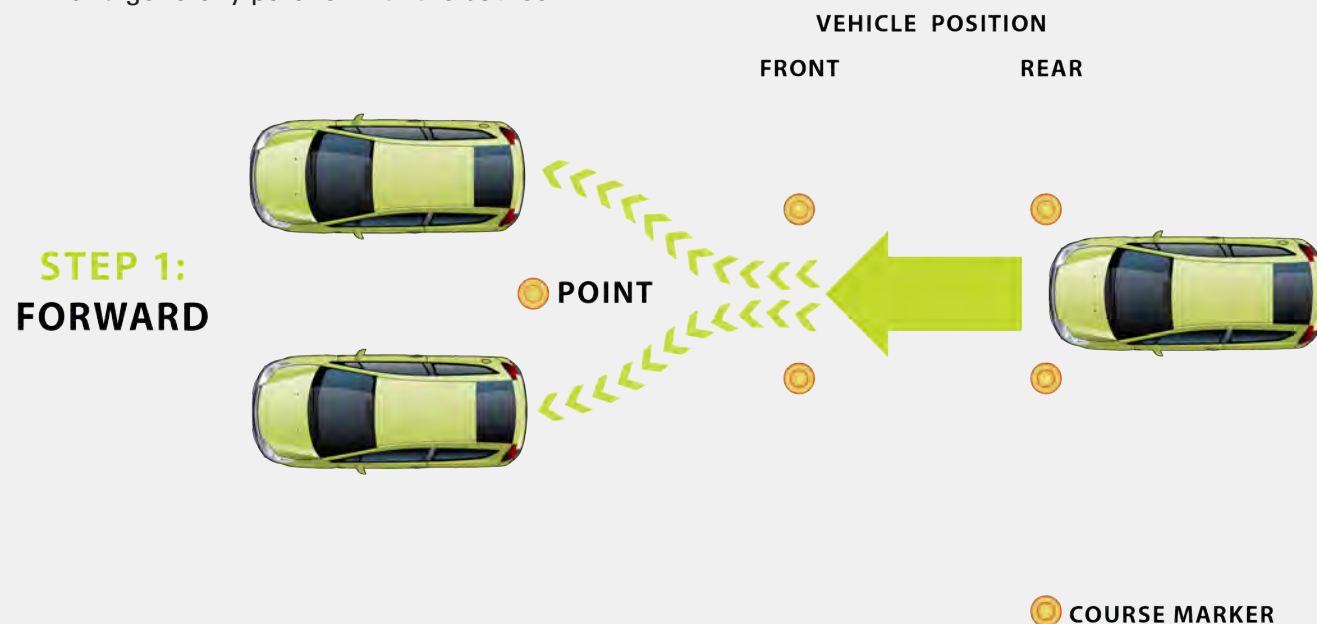 VEHICLE POSITION
FRONT REAR
STEP 1:
FORWARD
POINT
COURSE MARKER